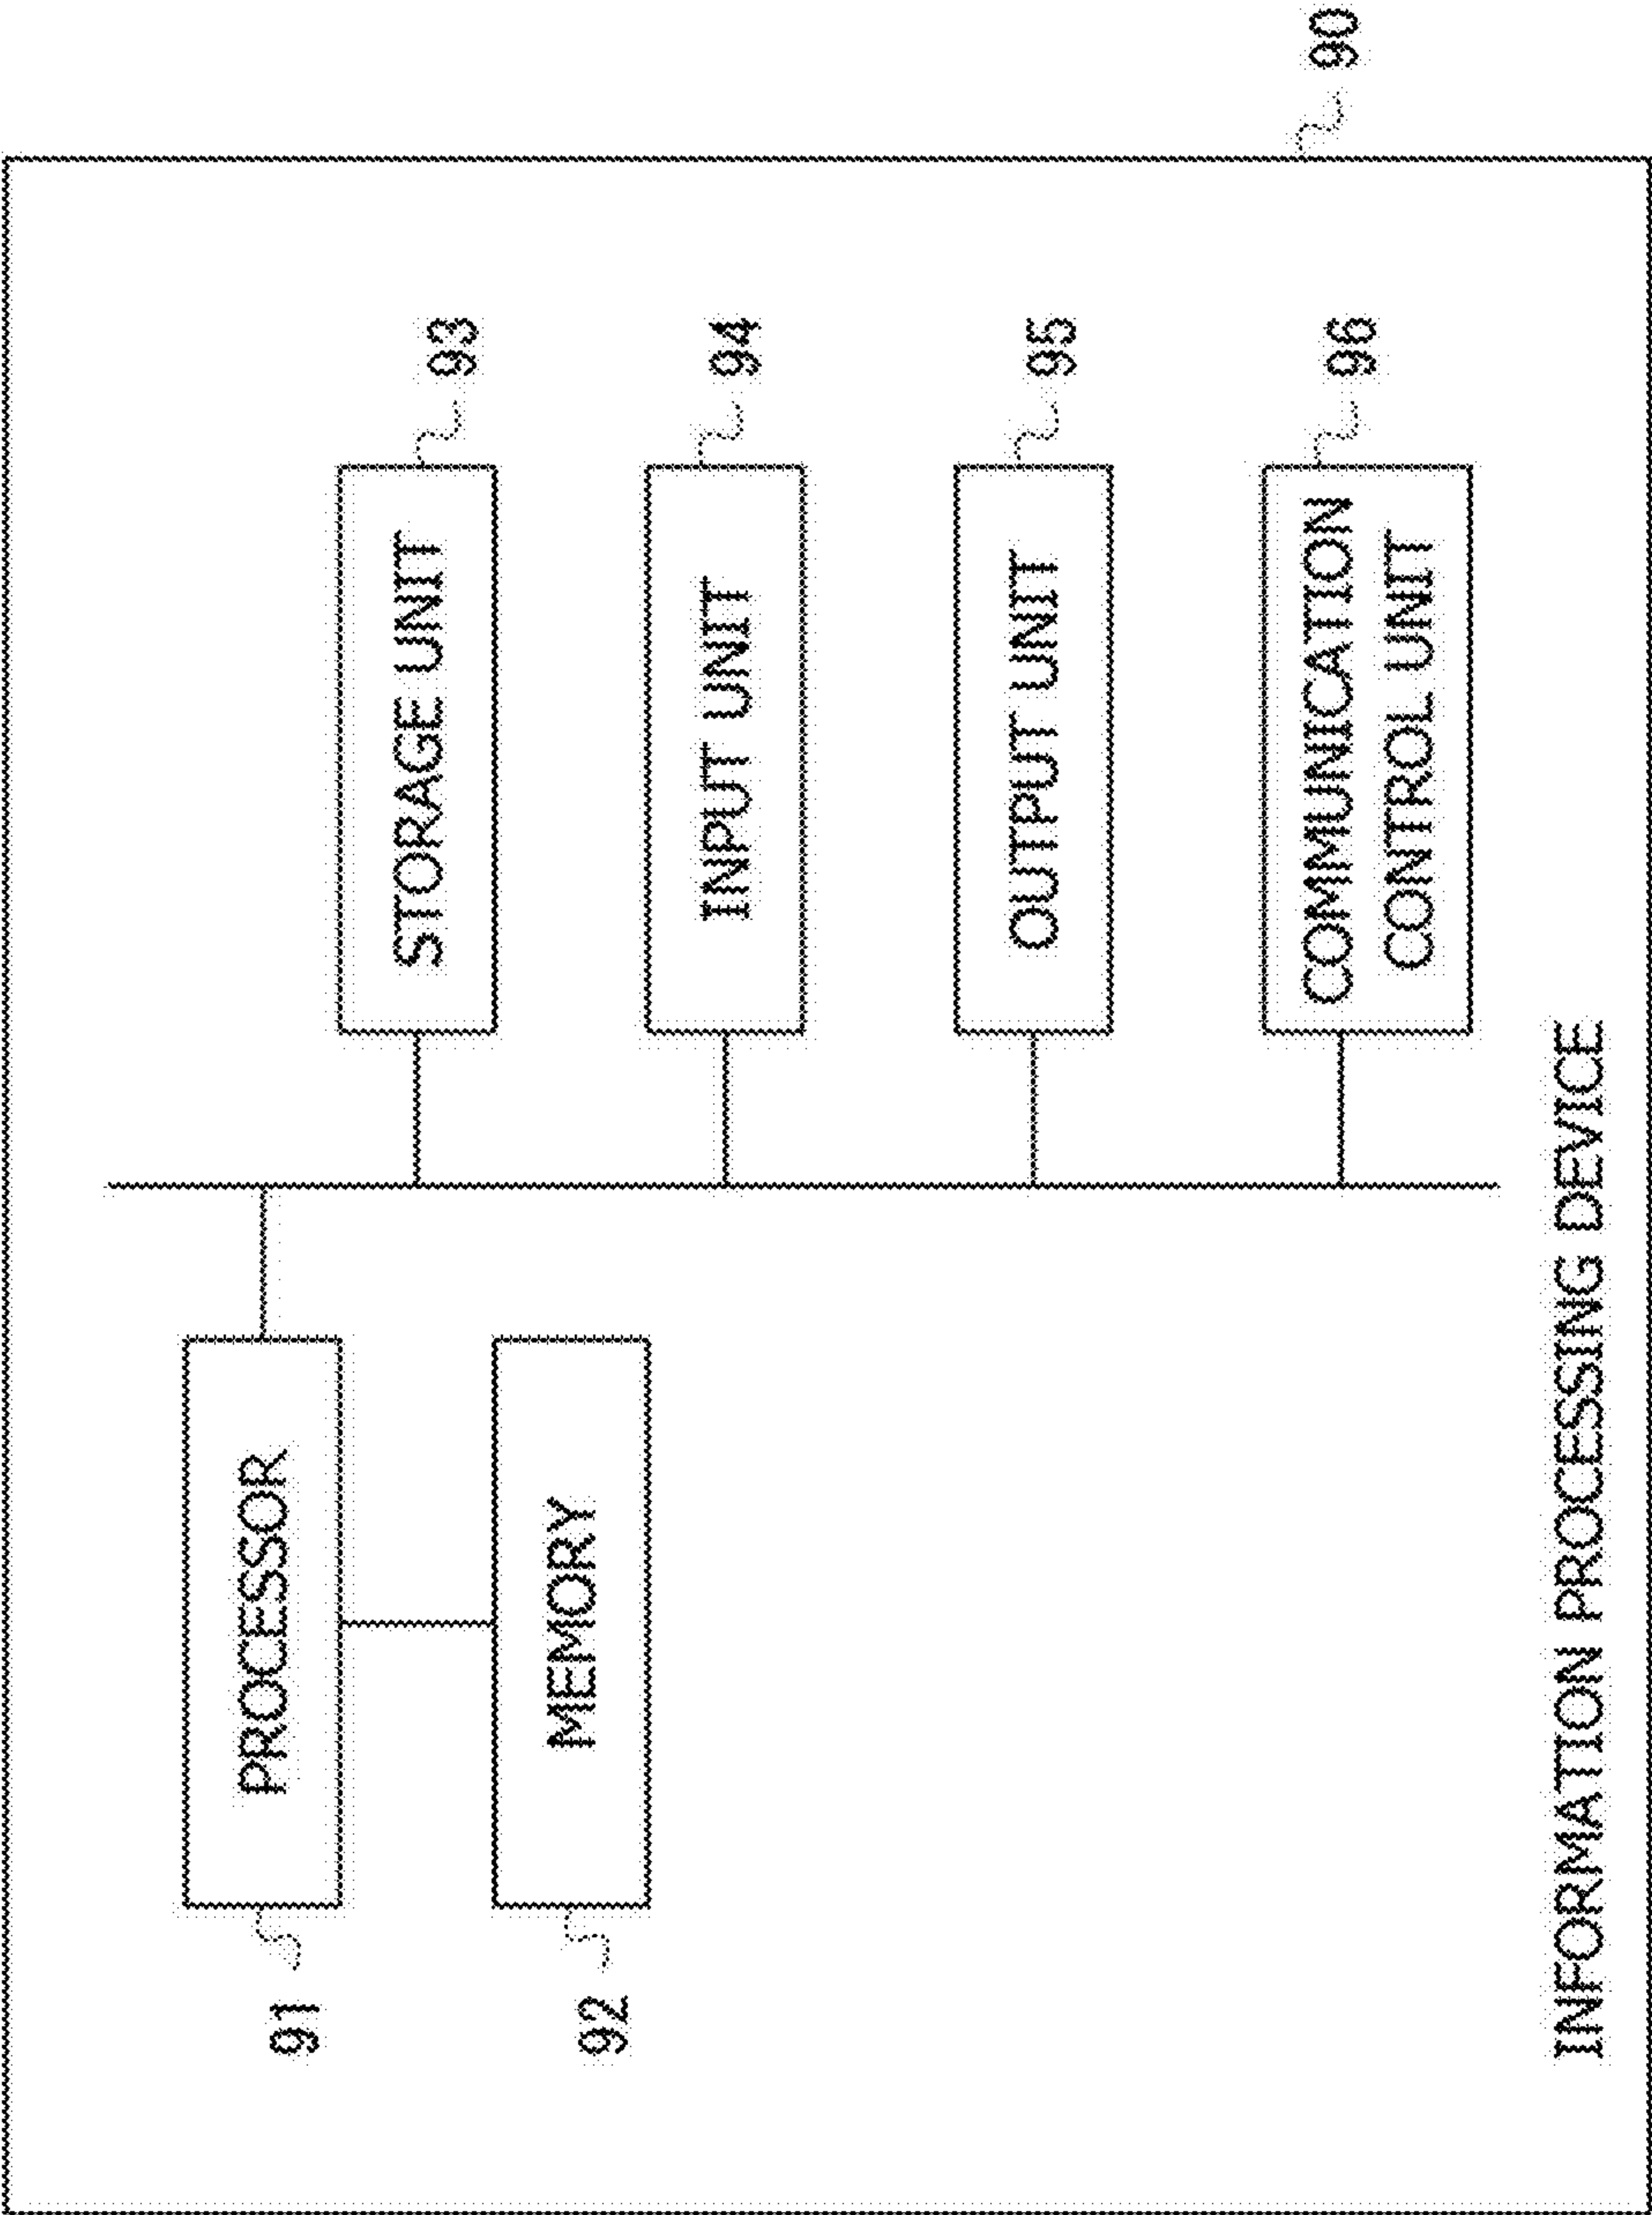 90
91
PROCESSOR
STORAGE UNIT
93
92
MEMORY
INPUT UNIT
94
OUTPUT UNIT
95
COMMUNICATION
CONTROL UNIT
96
INFORMATION PROCESSING DEVICE